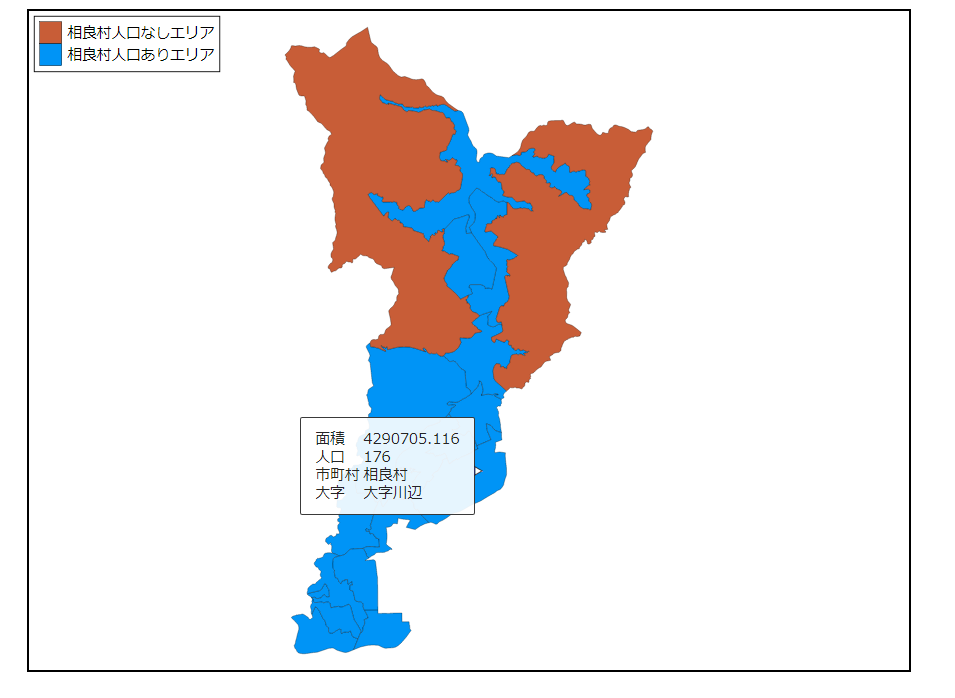 相良村人口なしエリア
相良村人口ありエリア
面積 4290705.116
人口 176
市町村 相良村
大字 大字川辺